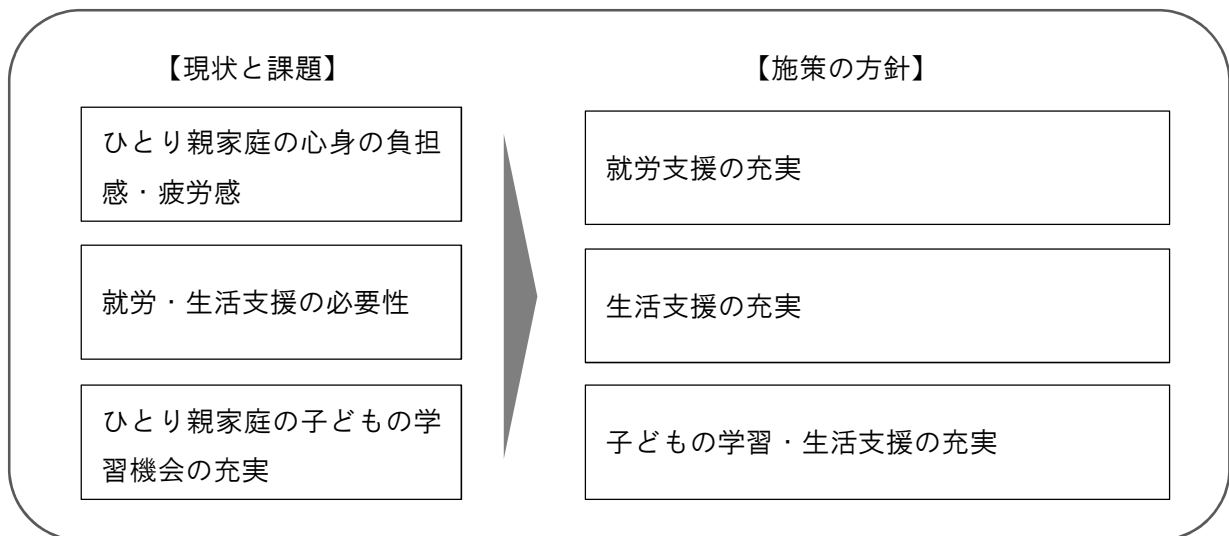 【現状と課題】
ひとり親家庭の心身の負担
感・疲労感
就労・生活支援の必要性
ひとり親家庭の子どもの学
習機会の充実
【施策の方針】
就労支援の充実
生活支援の充実
子どもの学習・生活支援の充実